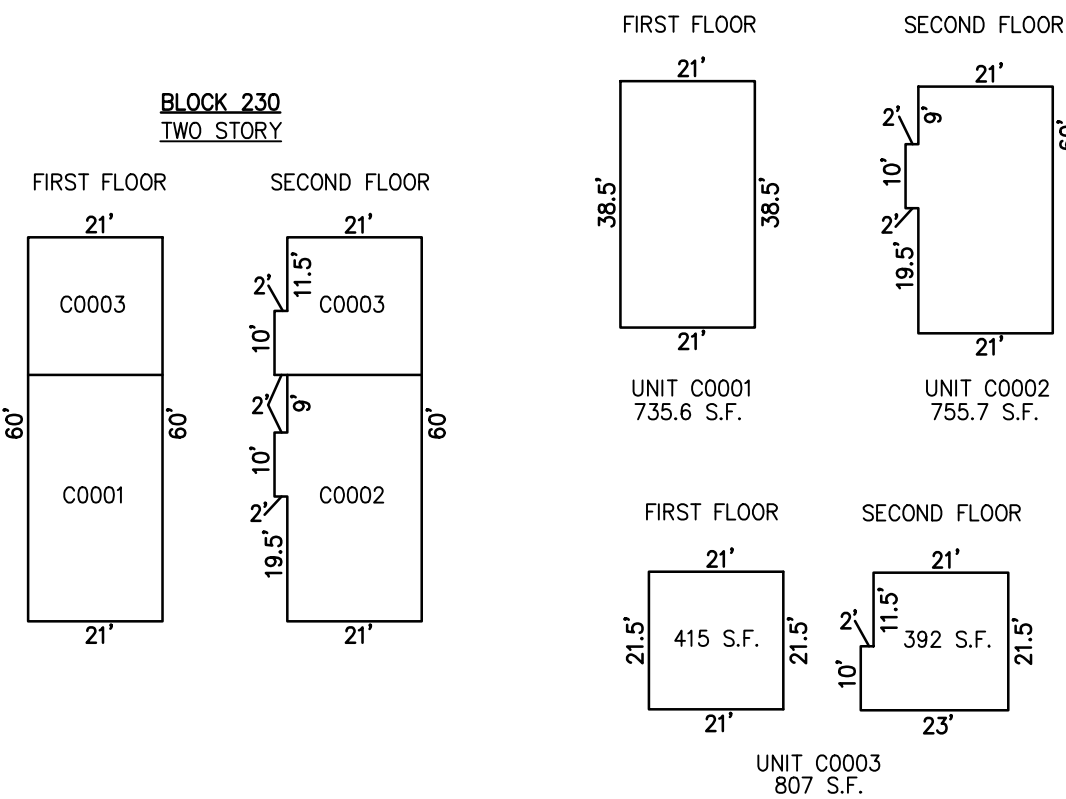 BLOCK 230
TWO STORY
FIRST FLOOR
21'
C0003
60'
60'
C0001
21'
SECOND FLOOR
21'
11.5'
2'
C0003
10'
2'
9'
60'
10'
C0002
2'
19.5'
21'
FIRST FLOOR
21'
38.5'
38.5'
21'
UNIT C0001
735.6 S.F.
SECOND FLOOR
21'
2'
9'
60'
10'
2'
19.5'
21'
UNIT C0002
755.7 S.F.
FIRST FLOOR
21'
21.5'
415 S.F.
21.5'
21'
SECOND FLOOR
21'
11.5'
2'
392 S.F.
21.5'
10'
23'
UNIT C0003
807 S.F.